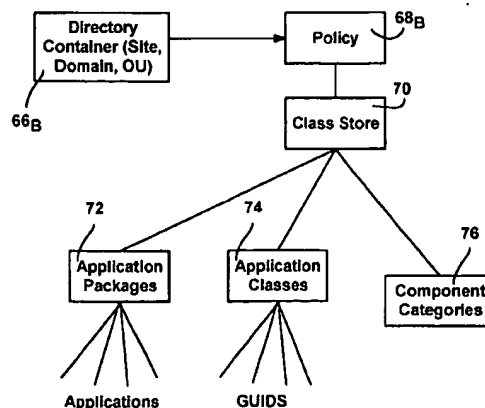 Directory
Container (Site,
Domain, OU)
66B
Policy
68B
70
Class Store
72
Application
Packages
74
Application
Classes
76
Component
Categories
Applications
GUIDS